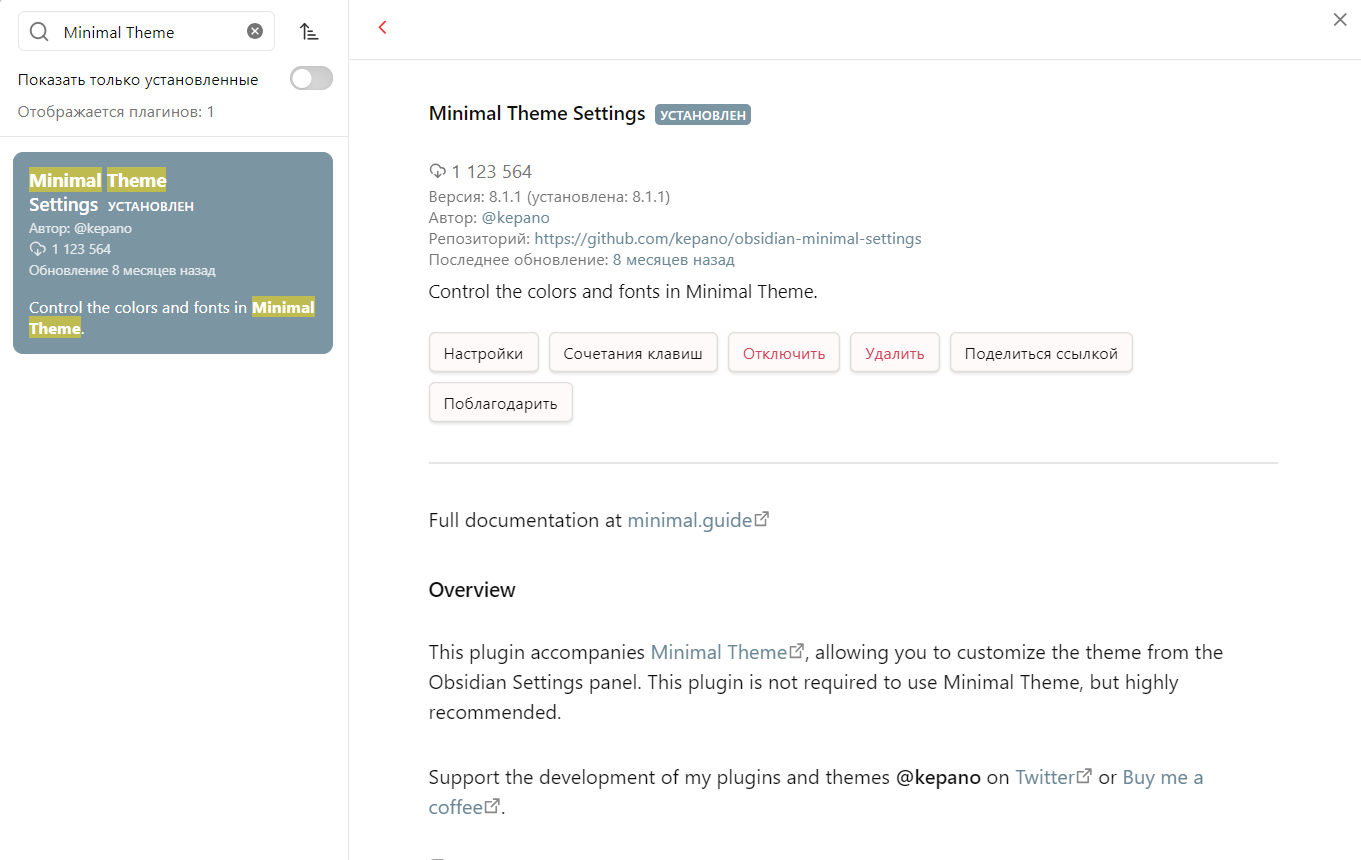 Minimal Theme
Показать только установленные
Отображается плагинов: 1
Minimal Theme
Settings УСТАНОВЛЕН
Автор: @kepano
1 123 564
Обновление 8 месяцев назад
Control the colors and fonts in Minimal
Theme.
Minimal Theme Settings УСТАНОВЛЕН
1 123 564
Версия: 8.1.1 (установлена: 8.1.1)
Автор: @kepano
Репозиторий: https://github.com/kepano/obsidian-minimal-settings
Последнее обновление: 8 месяцев назад
Control the colors and fonts in Minimal Theme.
Настройки Сочетания клавиш Отключить Удалить Поделиться ссылкой
Поблагодарить
Full documentation at minimal.guide
Overview
This plugin accompanies Minimal Theme, allowing you to customize the theme from the
Obsidian Settings panel. This plugin is not required to use Minimal Theme, but highly
recommended.
Support the development of my plugins and themes @kepano on Twitter or Buy me a
coffee.